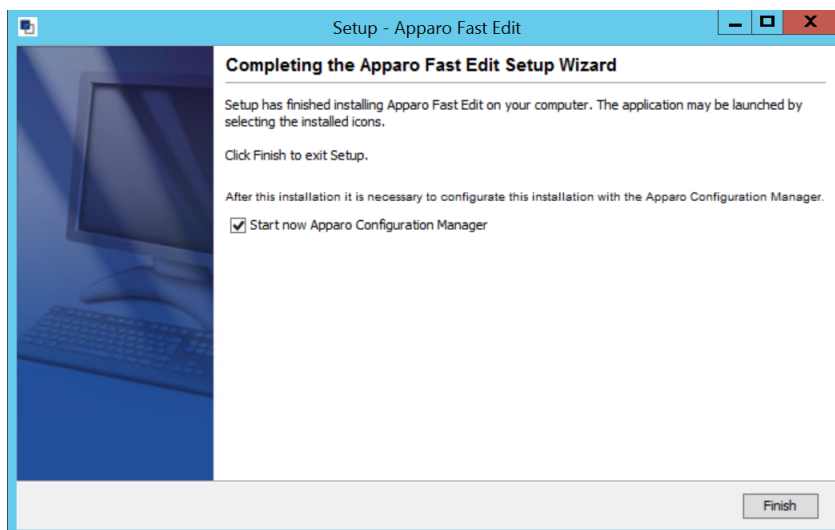 Setup - Apparo Fast Edit
Completing the Apparo Fast Edit Setup Wizard
Setup has finished installing Apparo Fast Edit on your computer. The application may be launched by
selecting the installed icons.
Click Finish to exit Setup.
After this installation it is necessary to configurate this installation with the Apparo Configuration Manager.
Start now Apparo Configuration Manager
Finish